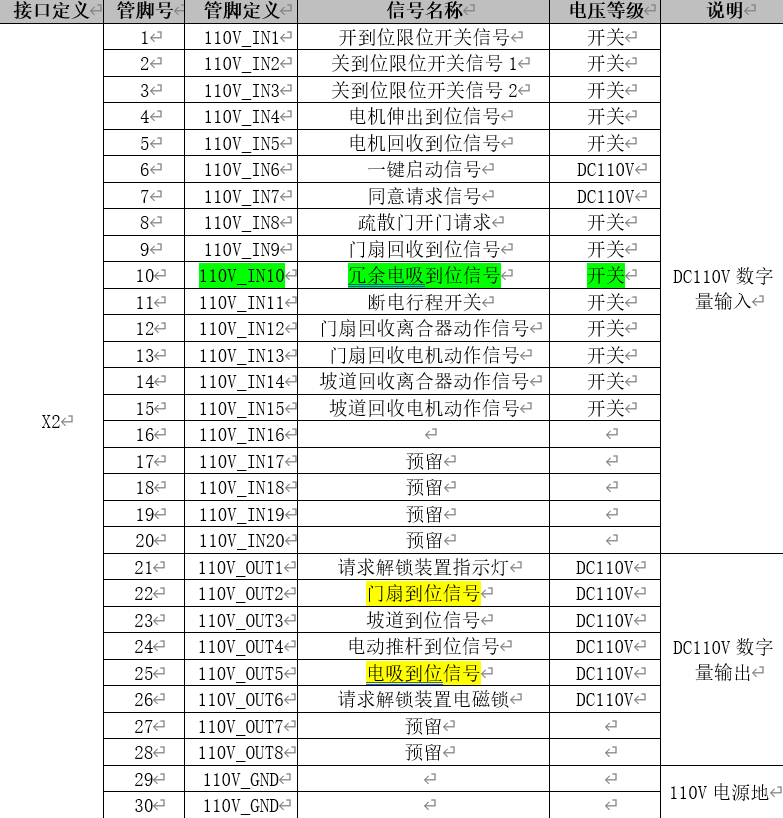 接口定义 管脚号 管脚定义 信号名称 电压等级 说明
1 110V_IN1 开到位限位开关信号 开关
2 110V_IN2 关到位限位开关信号 1 开关
3 110V_IN3 关到位限位开关信号 2 开关
4 110V_IN4 电机伸出到位信号 开关
5 110V_IN5 电机回收到位信号 开关
6 110V_IN6 一键启动信号 DC110V
7 110V_IN7 同意请求信号 DC110V
8 110V_IN8 疏散门开门请求 开关
9 110V_IN9 门扇回收到位信号 开关
10 110V_IN10 冗余电吸到位信号 开关 DC110V 数字
11 110V_IN11 断电行程开关 开关 量输入
12 110V_IN12 门扇回收离合器动作信号 开关
13 110V_IN13 门扇回收电机动作信号 开关
14 110V_IN14 坡道回收离合器动作信号 开关
15 110V_IN15 坡道回收电机动作信号 开关
X2
16 110V_IN16
17 110V_IN17 预留
18 110V_IN18 预留
19 110V_IN19 预留
20 110V_IN20 预留
21 110V_OUT1 请求解锁装置指示灯 DC110V
22 110V_OUT2 门扇到位信号 DC110V
23 110V_OUT3 坡道到位信号 DC110V
24 110V_OUT4 电动推杆到位信号 DC110V DC110V 数字
25 110V_OUT5 电吸到位信号 DC110V 量输出
26 110V_OUT6 请求解锁装置电磁锁 DC110V
27 110V_OUT7 预留
28 110V_OUT8 预留
29 110V_GND 110V 电源地
30 110V_GND